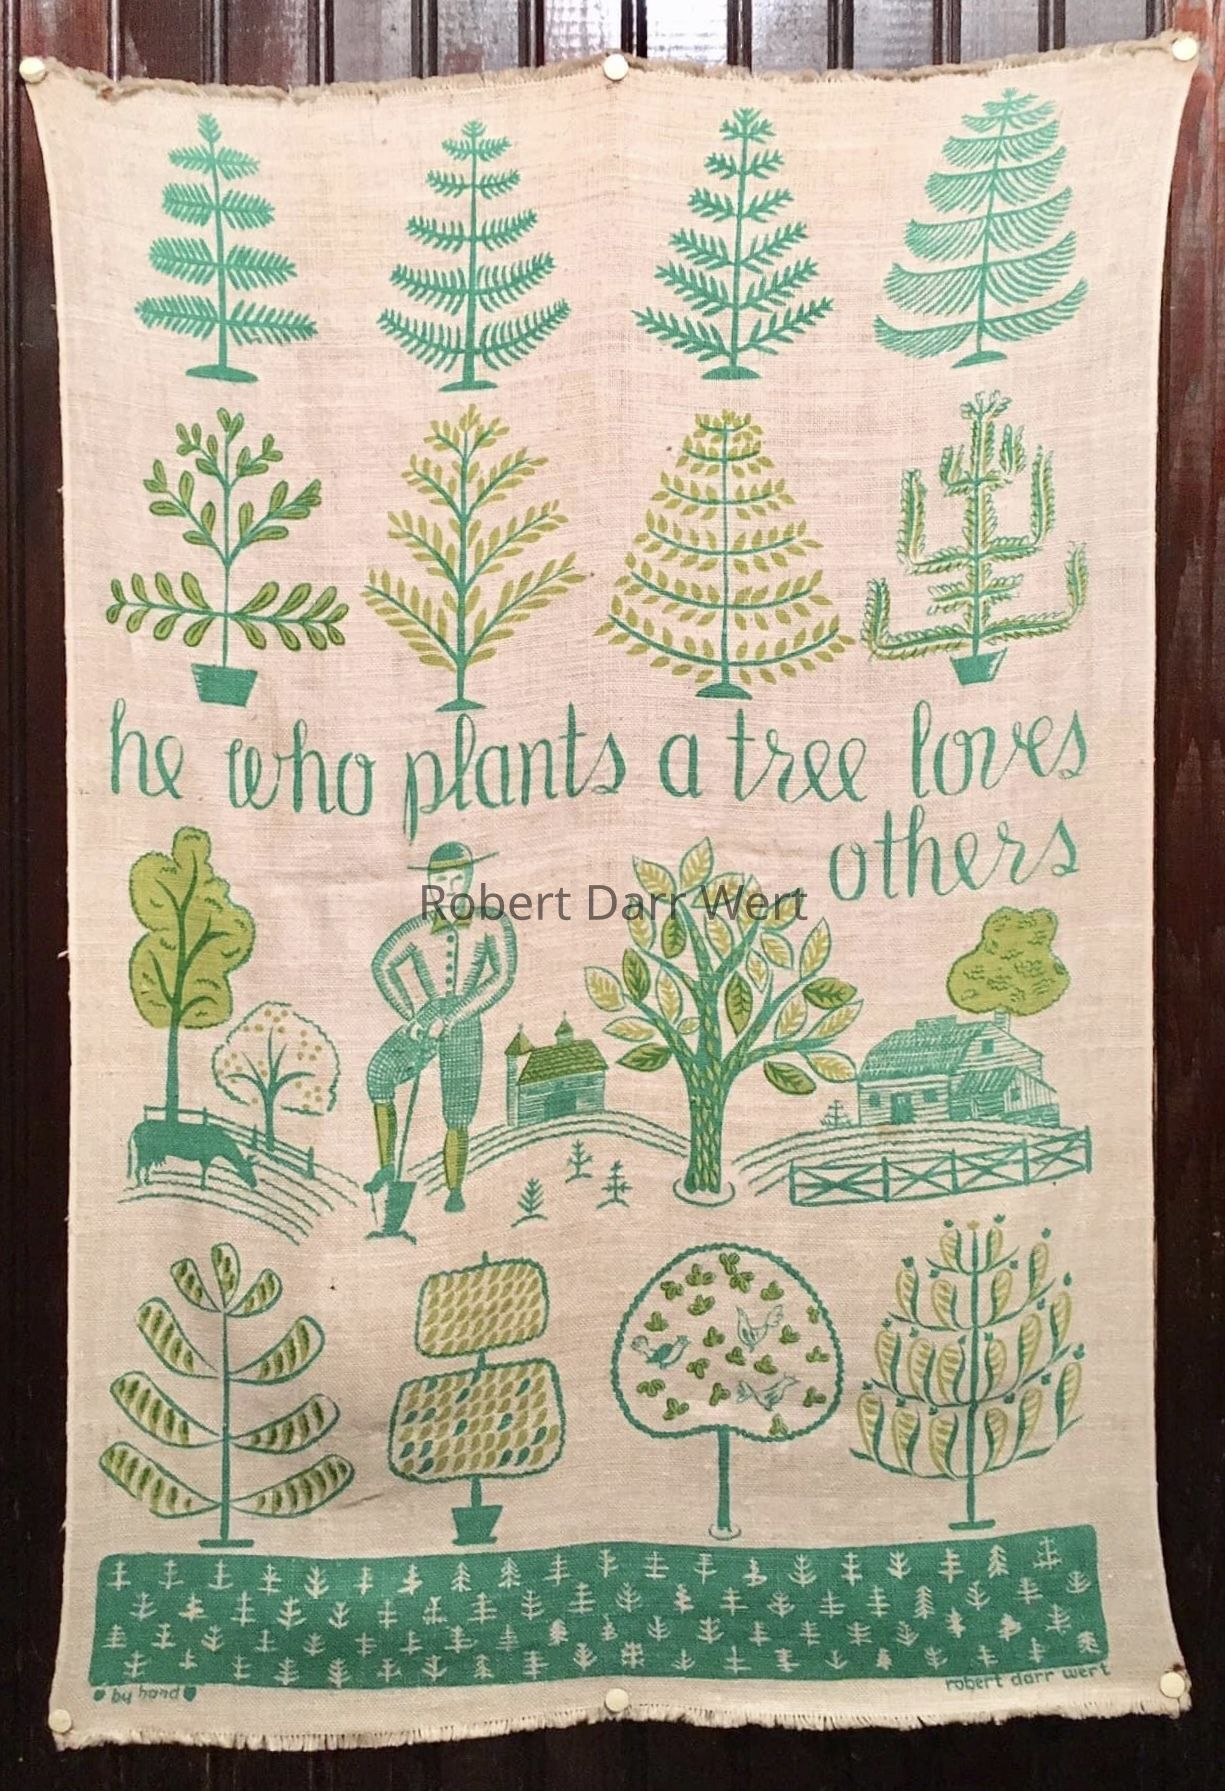 he who plants a tree loves
others
Robert Darr Wert
by hand
robert darr wert